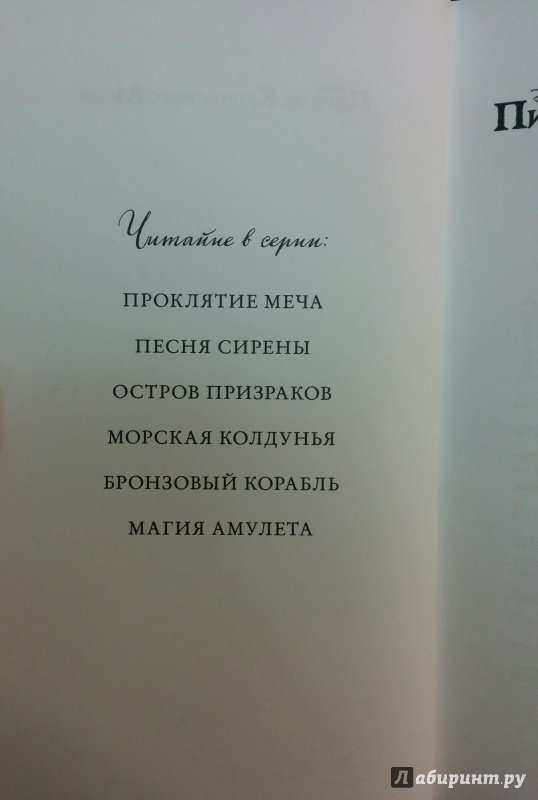 Читайте в серии:
ПРОКЛЯТИЕ МЕЧА
ПЕСНЯ СИРЕНЫ
ОСТРОВ ПРИЗРАКОВ
МОРСКАЯ КОЛДУНЬЯ
БРОНЗОВЫЙ КОРАБЛЬ
МАГИЯ АМУЛЕТА
Лабиринт.ру